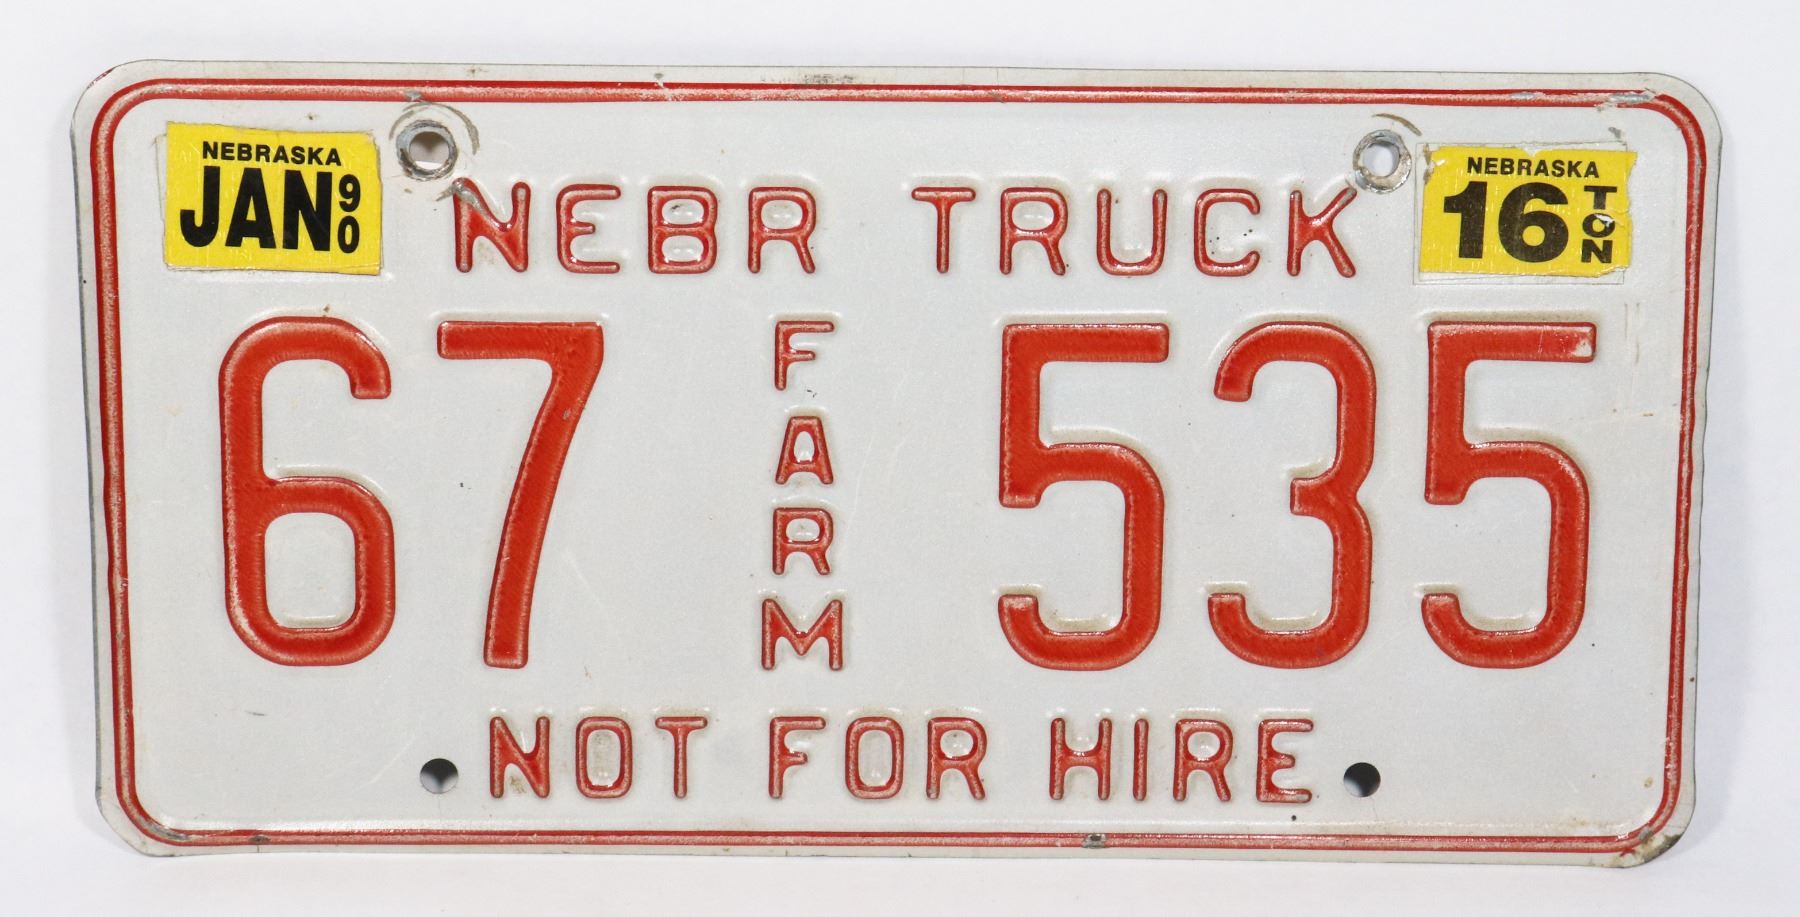 NEBRASKA
JAN 90
NEBRASKA
16 TON
NEBR TRUCK
67 FARM 535
NOT FOR HIRE